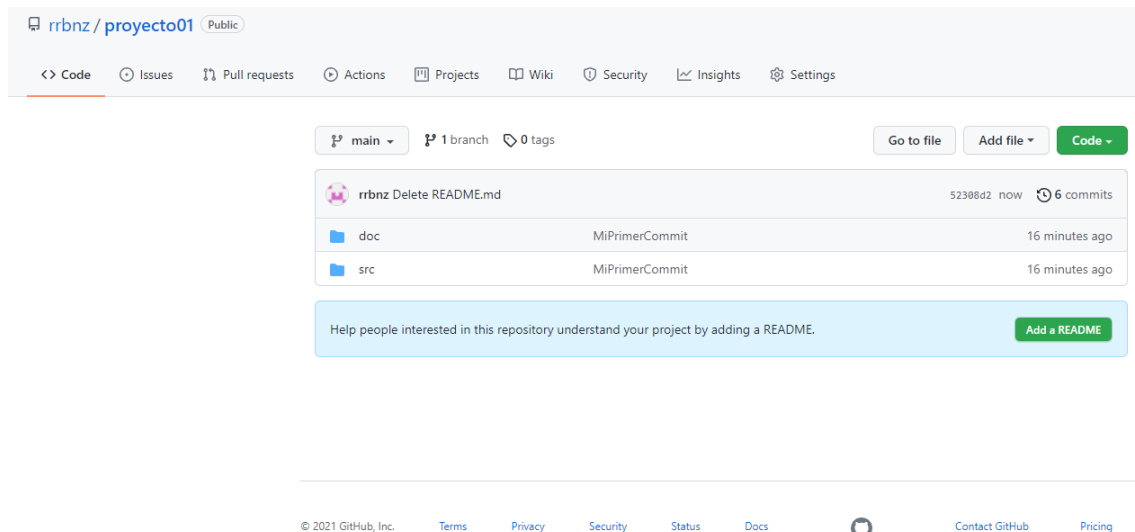 rrbnz / proyecto01 Public
Code Issues Pull requests Actions Projects Wiki Security Insights Settings
main 1 branch 0 tags Go to file Add file Code
rrbnz Delete README.md 52308d2 now 6 commits
doc MiPrimerCommit 16 minutes ago
src MiPrimerCommit 16 minutes ago
Help people interested in this repository understand your project by adding a README. Add a README
© 2021 GitHub, Inc. Terms Privacy Security Status Docs Contact GitHub Pricing